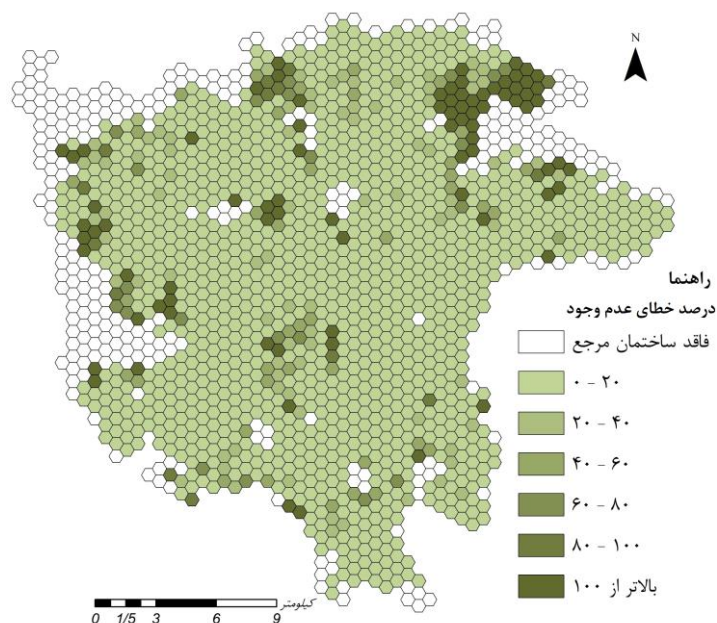 N
راهنما
درصد خطای عدم وجود
فاقد ساختمان مرجع
۰ - ۲۰
۲۰ - ۴۰
۴۰ - ۶۰
۶۰ - ۸۰
۸۰ - ۱۰۰
بالاتر از ۱۰۰
کیلومتر
0 1/5 3 6 9